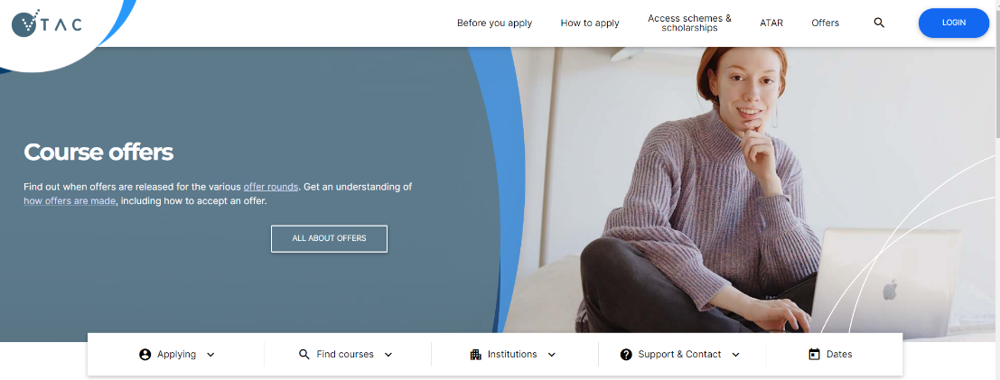 VTAC
Before you apply
How to apply
Access schemes &
scholarships
ATAR
Offers
LOGIN
Course offers
Find out when offers are released for the various offer rounds. Get an understanding of
how offers are made, including how to accept an offer.
ALL ABOUT OFFERS
Applying
Find courses
Institutions
Support & Contact
Dates